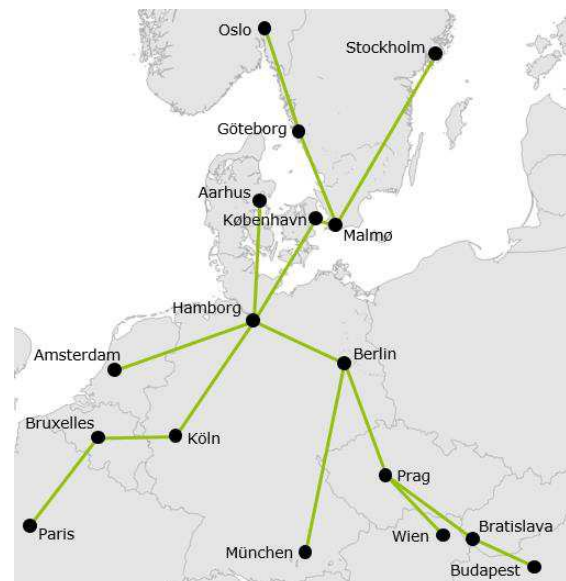 Oslo
Stockholm
Göteborg
Aarhus
København
Malmø
Hamborg
Amsterdam
Berlin
Bruxelles
Köln
Prag
Paris
München
Wien
Bratislava
Budapest